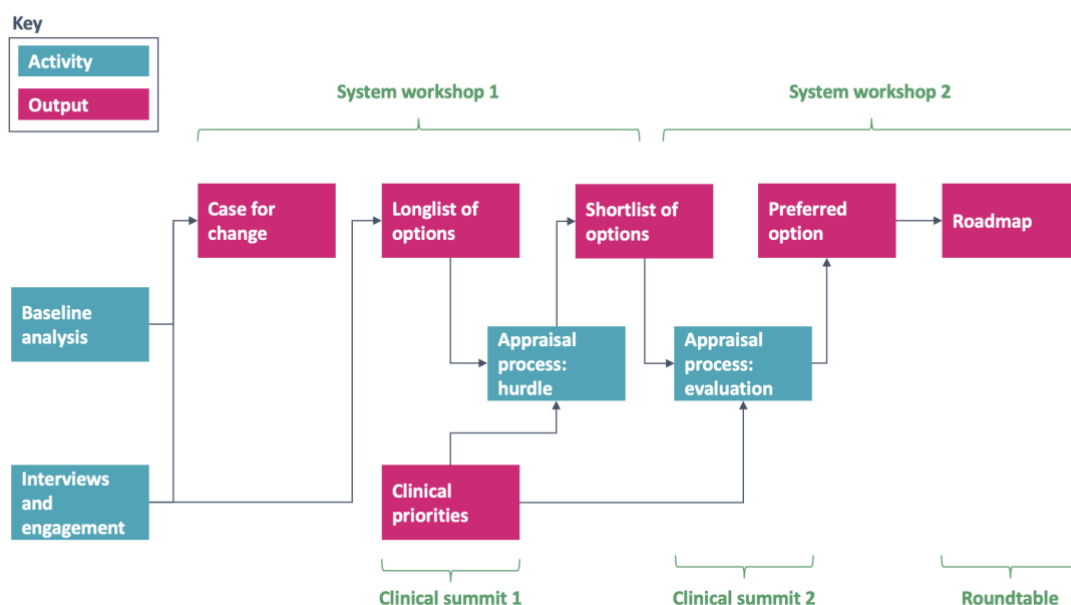 Key
Activity
Output
System workshop 1
System workshop 2
Case for
change
Longlist of
options
Shortlist of
options
Preferred
option
Roadmap
Baseline
analysis
Appraisal
process:
hurdle
Appraisal
process:
evaluation
Interviews
and
engagement
Clinical
priorities
Clinical summit 1
Clinical summit 2
Roundtable